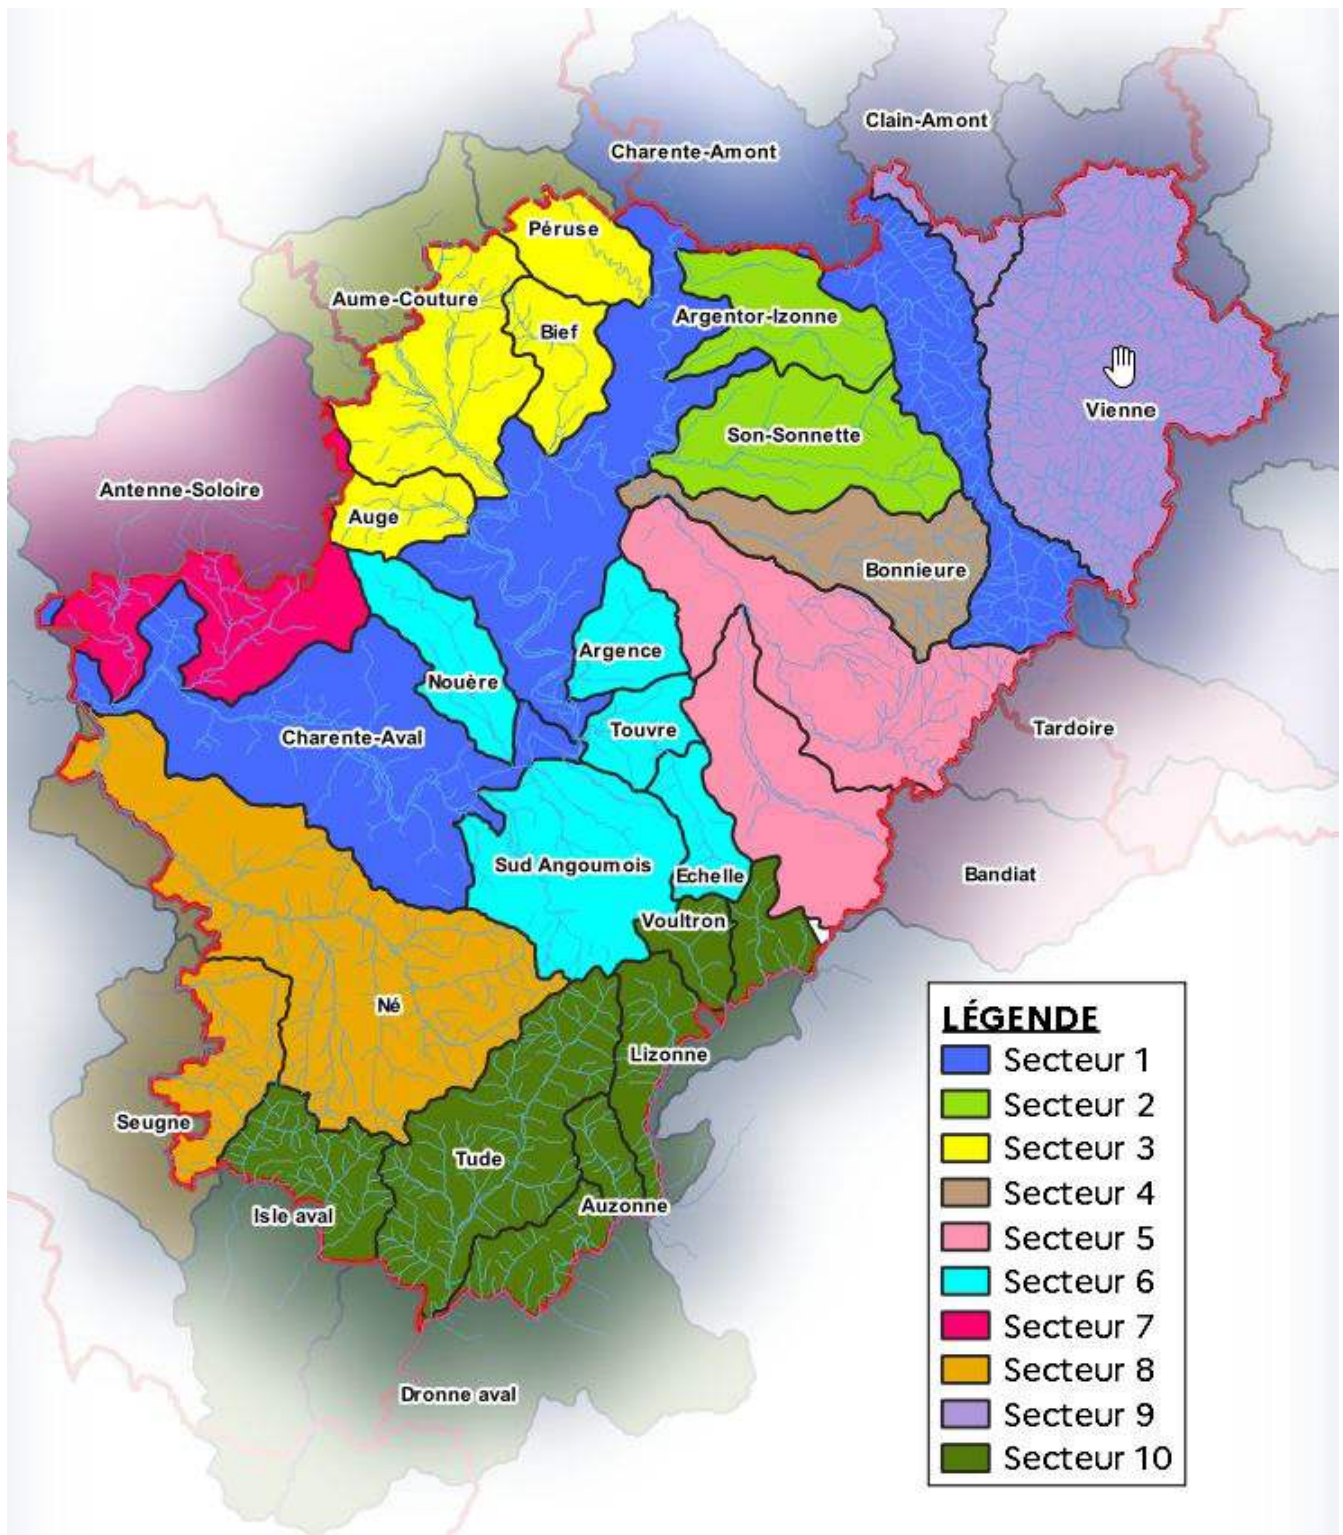 Clain-Amont
Charente-Amont
Péruse
Aume-Couture
Argentor-Izonne
Bief
Vienne
Son-Sonnette
Antenne-Soloire
Auge
Bonnieure
Argence
Nouère
Tardoire
Touvre
Charente-Aval
Sud Angoumois
Echelle
Bandiat
Voultron
Né
Lizonne
Seugne
Tude
Auzonne
Isle aval
Dronne aval
LÉGENDE
Secteur 1
Secteur 2
Secteur 3
Secteur 4
Secteur 5
Secteur 6
Secteur 7
Secteur 8
Secteur 9
Secteur 10